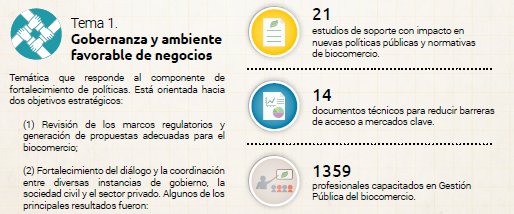 Tema 1.
Gobernanza y ambiente
favorable de negocios
Temática que responde al componente de
fortalecimiento de políticas. Está orientada hacia
dos objetivos estratégicos:
(1) Revisión de los marcos regulatorios y
generación de propuestas adecuadas para el
biocomercio;
(2) Fortalecimiento del diálogo y la coordinación
entre diversas instancias de gobierno, la
sociedad civil y el sector privado. Algunos de los
principales resultados fueron:
21
estudios de soporte con impacto en
nuevas políticas públicas y normativas
de biocomercio.
14
documentos técnicos para reducir barreras
de acceso a mercados clave.
1359
profesionales capacitados en Gestión
Pública del biocomercio.